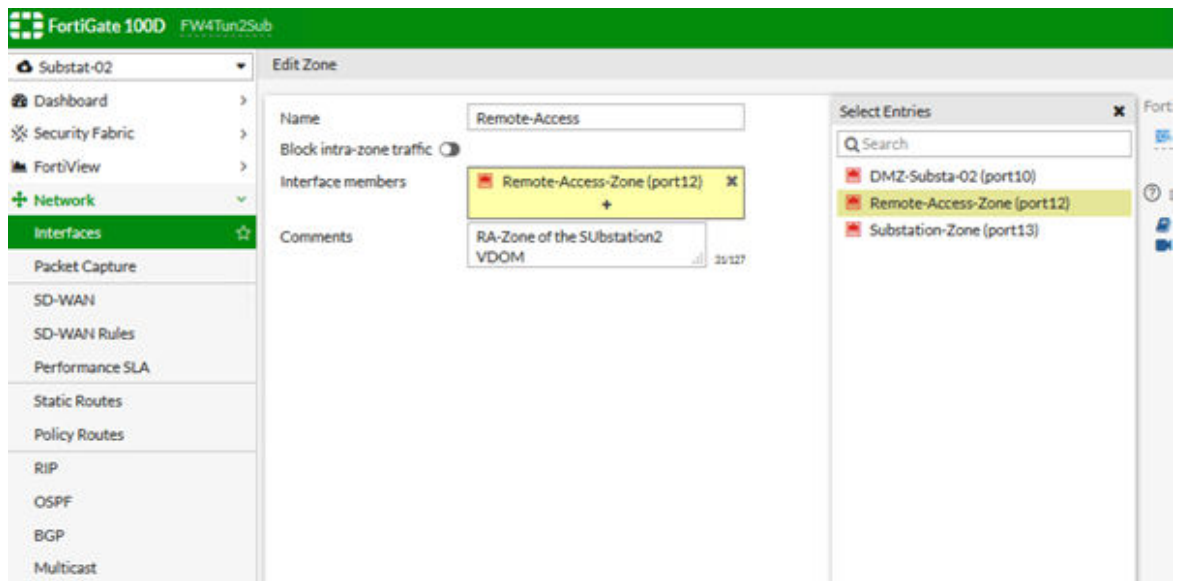 FortiGate 100D FW4Tun2Sub
Substat-02
Dashboard
Security Fabric
FortiView
Network
Interfaces
Packet Capture
SD-WAN
SD-WAN Rules
Performance SLA
Static Routes
Policy Routes
RIP
OSPF
BGP
Multicast
Edit Zone
Name Remote-Access
Block intra-zone traffic
Interface members Remote-Access-Zone (port12)
+
Comments RA-Zone of the SUbstation2
VDOM
31/127
Select Entries
Search
DMZ-Substa-02 (port10)
Remote-Access-Zone (port12)
Substation-Zone (port13)
Fort